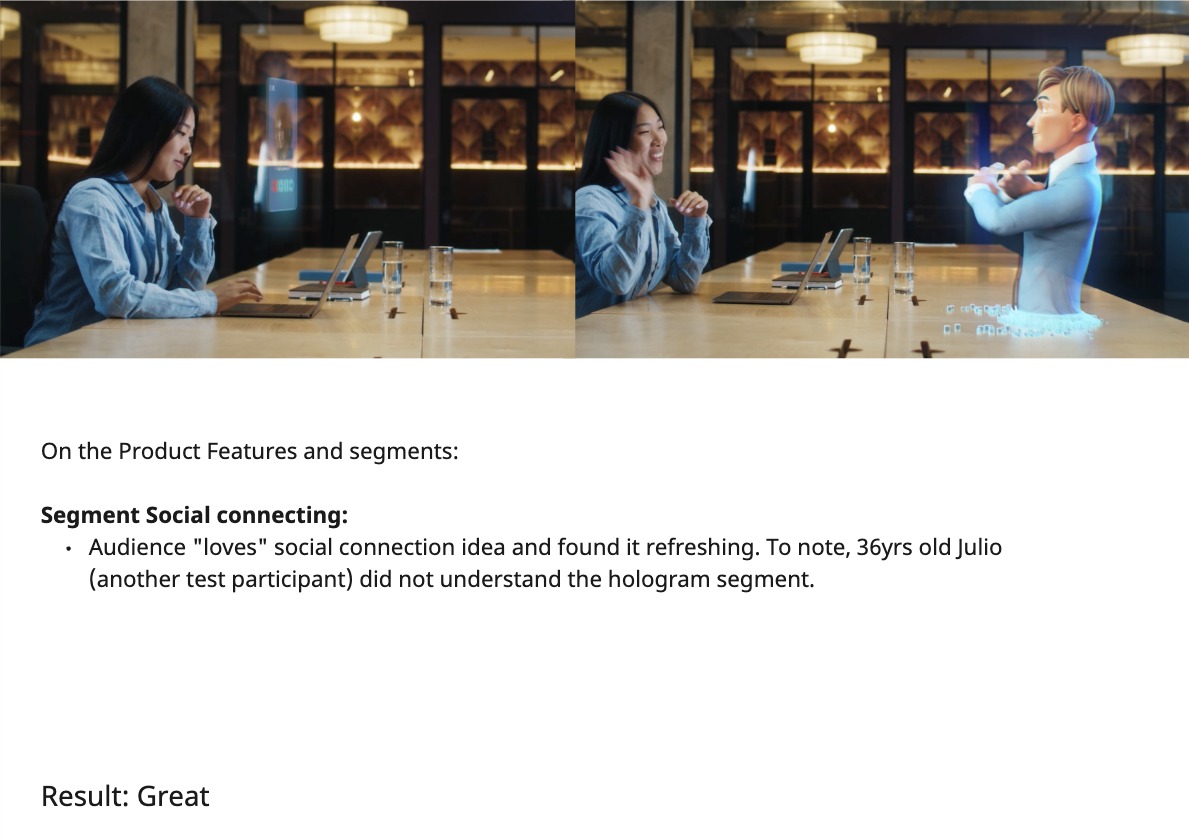 On the Product Features and segments:
Segment Social connecting:
• Audience "loves" social connection idea and found it refreshing. To note, 36yrs old Julio
(another test participant) did not understand the hologram segment.
Result: Great